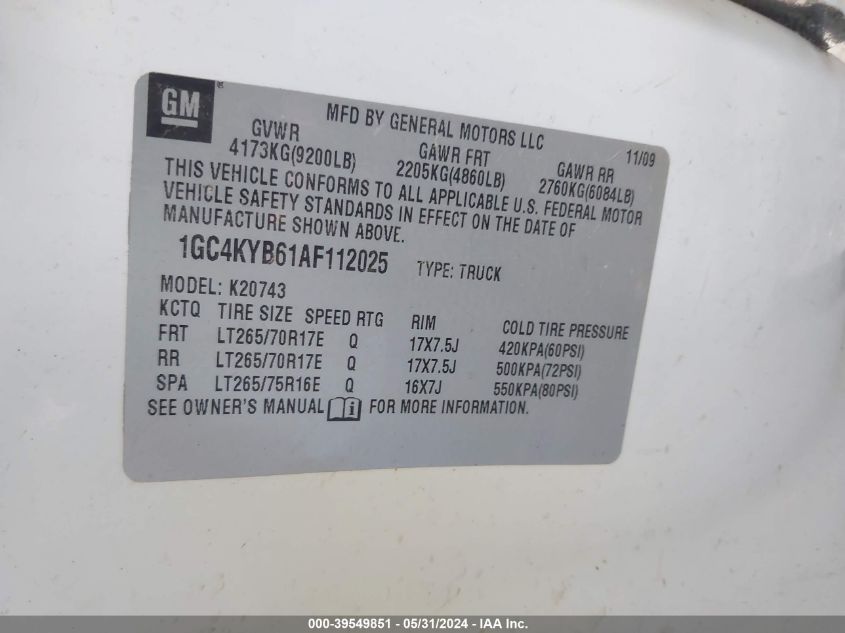 GM®
MFD BY GENERAL MOTORS LLC 11/09
GVWR GAWR FRT GAWR RR
4173KG(9200LB) 2205KG(4860LB) 2760KG(6084LB)
THIS VEHICLE CONFORMS TO ALL APPLICABLE U.S. FEDERAL MOTOR
VEHICLE SAFETY STANDARDS IN EFFECT ON THE DATE OF
MANUFACTURE SHOWN ABOVE.
1GC4KYB61AF112025 TYPE: TRUCK
MODEL: K20743
KCTQ TIRE SIZE SPEED RTG RIM COLD TIRE PRESSURE
FRT LT265/70R17E Q 17X7.5J 420KPA(60PSI)
RR LT265/70R17E Q 17X7.5J 500KPA(72PSI)
SPA LT265/75R16E Q 16X7J 550KPA(80PSI)
SEE OWNER'S MANUAL i FOR MORE INFORMATION.
000-39549851 - 05/31/2024 - IAA Inc.